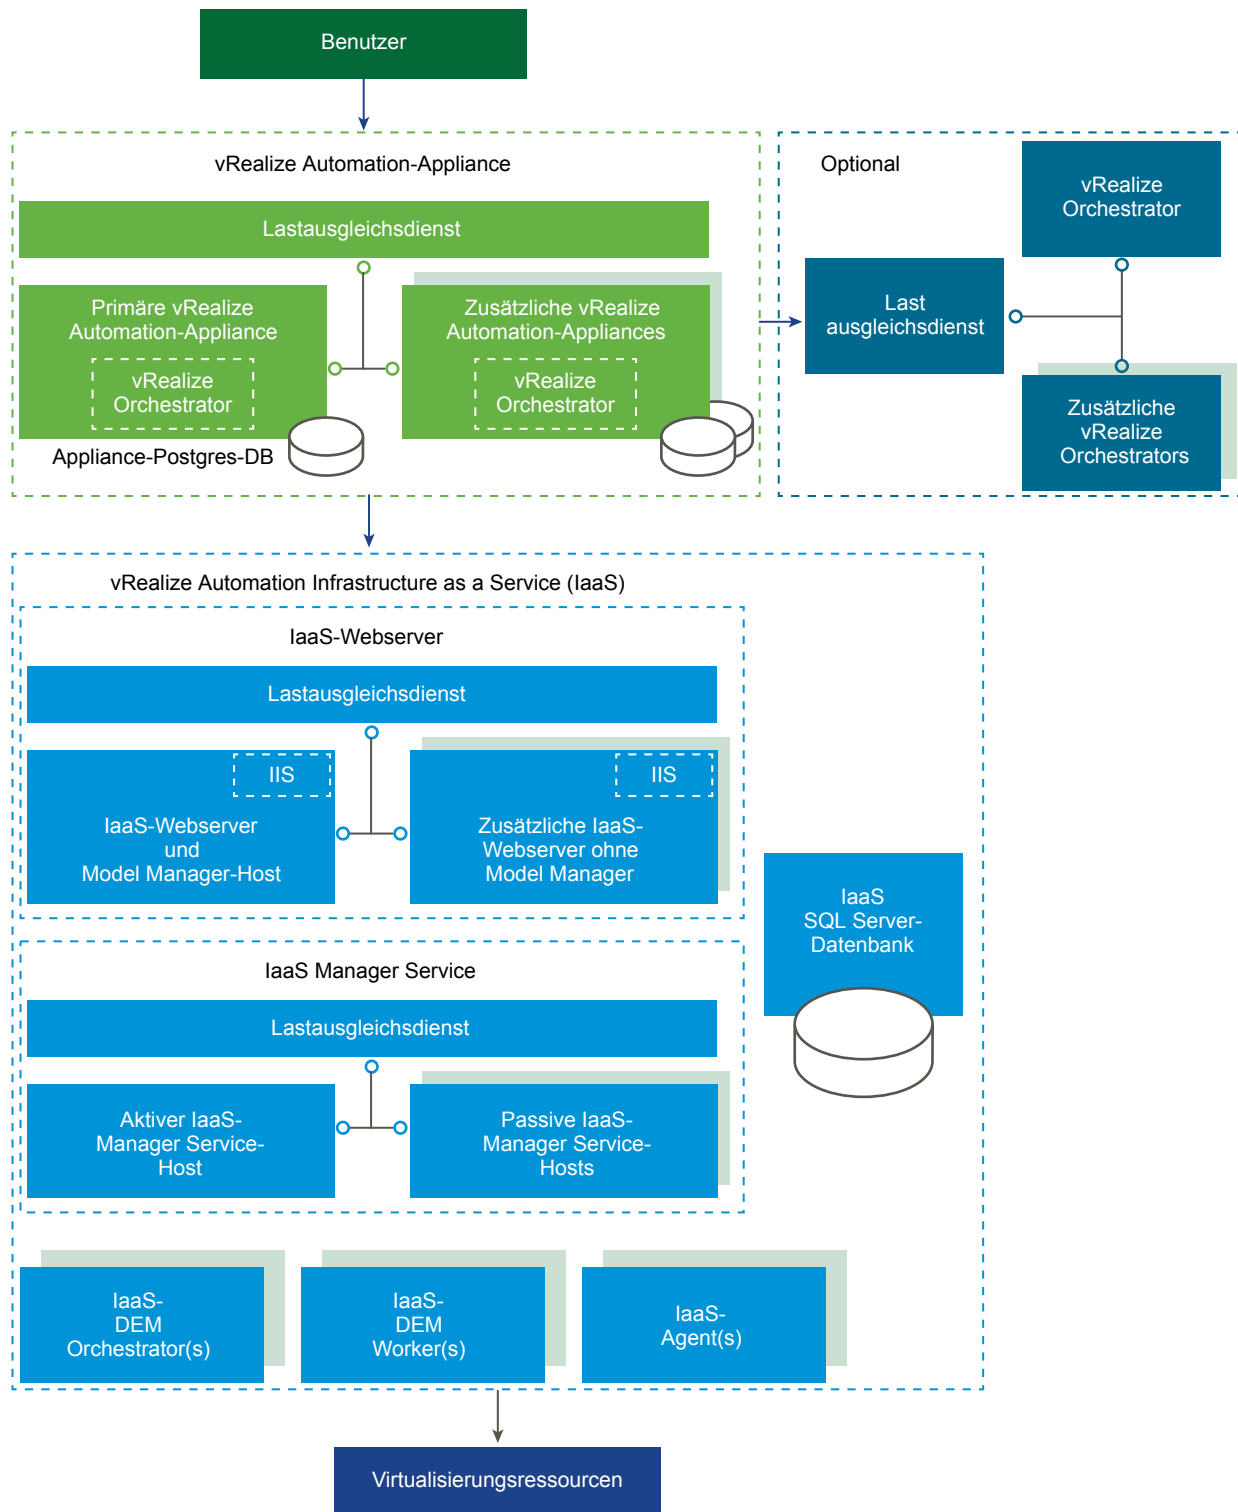 Benutzer
vRealize Automation-Appliance
Lastausgleichsdienst
Primäre vRealize
Automation-Appliance
vRealize
Orchestrator
Zusätzliche vRealize
Automation-Appliances
vRealize
Orchestrator
Appliance-Postgres-DB
Optional
vRealize
Orchestrator
Last
ausgleichsdienst
Zusätzliche
vRealize
Orchestrators
vRealize Automation Infrastructure as a Service (IaaS)
IaaS-Webserver
Lastausgleichsdienst
IIS
IaaS-Webserver
und
Model Manager-Host
IIS
Zusätzliche IaaS-
Webserver ohne
Model Manager
IaaS
SQL Server-
Datenbank
IaaS Manager Service
Lastausgleichsdienst
Aktiver IaaS-
Manager Service-
Host
Passive IaaS-
Manager Service-
Hosts
IaaS-
DEM
Orchestrator(s)
IaaS-
DEM
Worker(s)
IaaS-
Agent(s)
Virtualisierungsressourcen